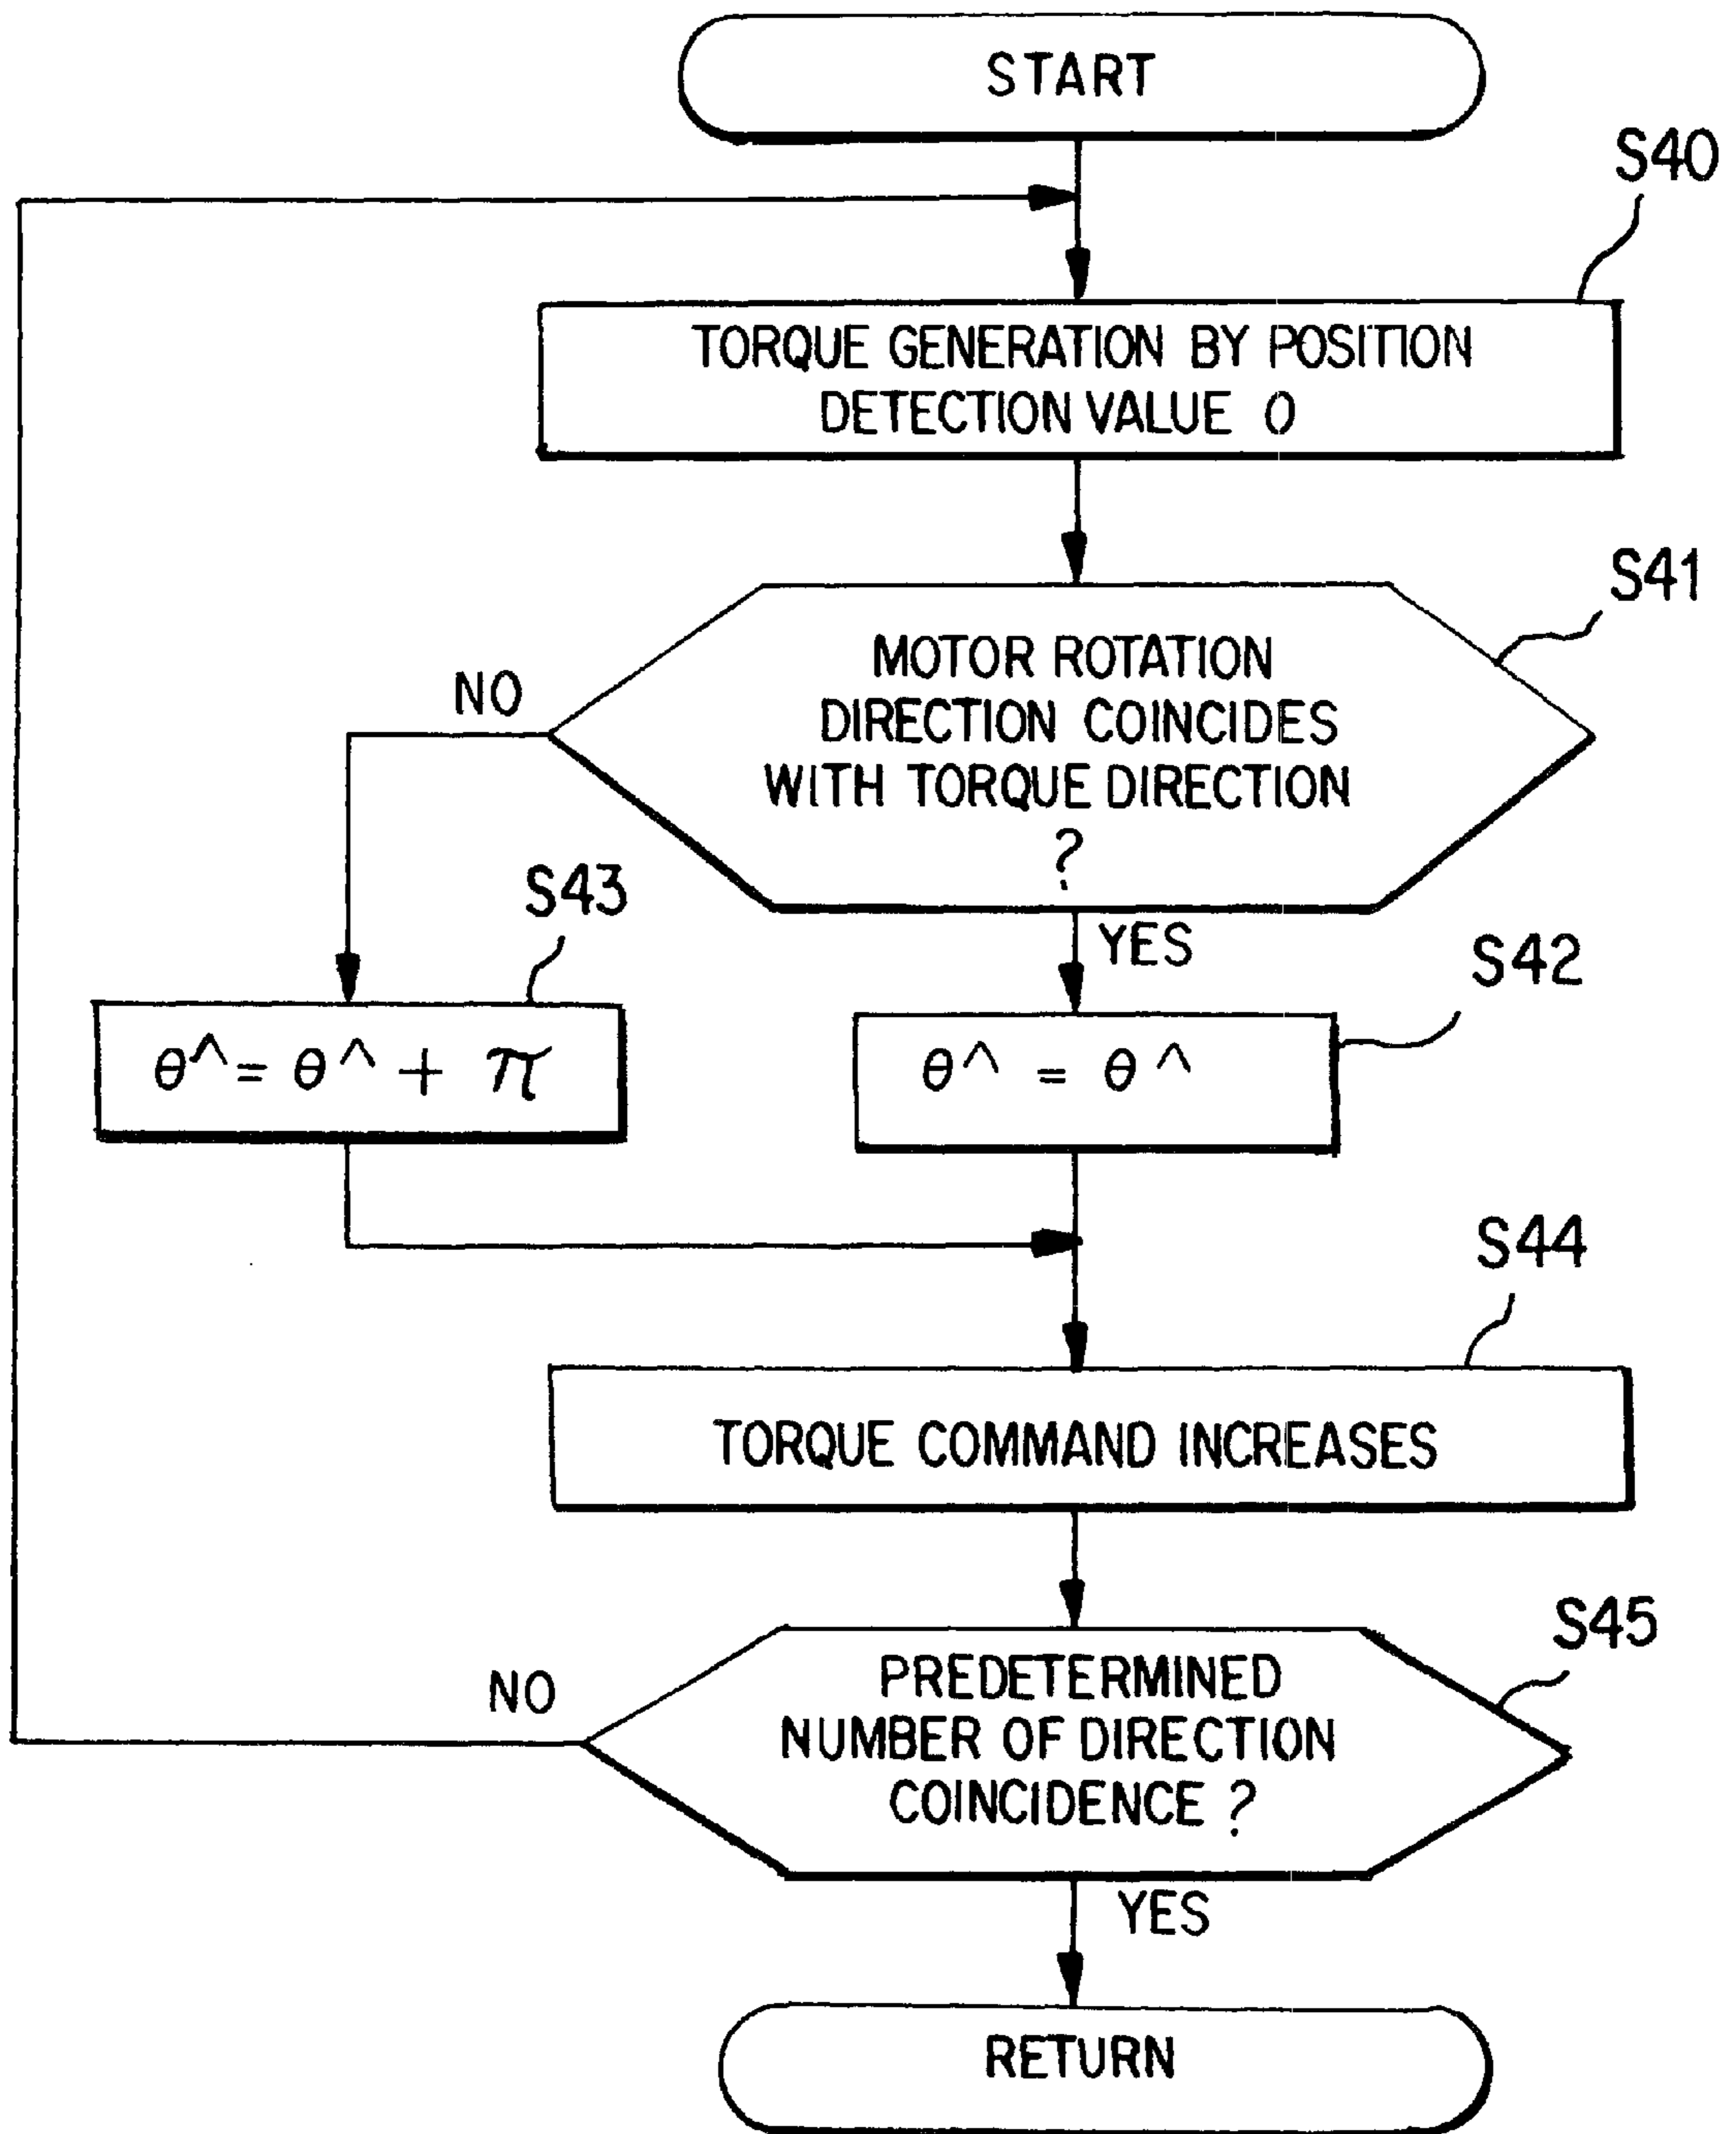 START
S40
TORQUE GENERATION BY POSITION
DETECTION VALUE 0
S41
MOTOR ROTATION
DIRECTION COINCIDES
WITH TORQUE DIRECTION
?
NO
YES
S43
θ^= θ^ + π
S42
θ^ = θ^
S44
TORQUE COMMAND INCREASES
S45
PREDETERMINED
NUMBER OF DIRECTION
COINCIDENCE ?
NO
YES
RETURN